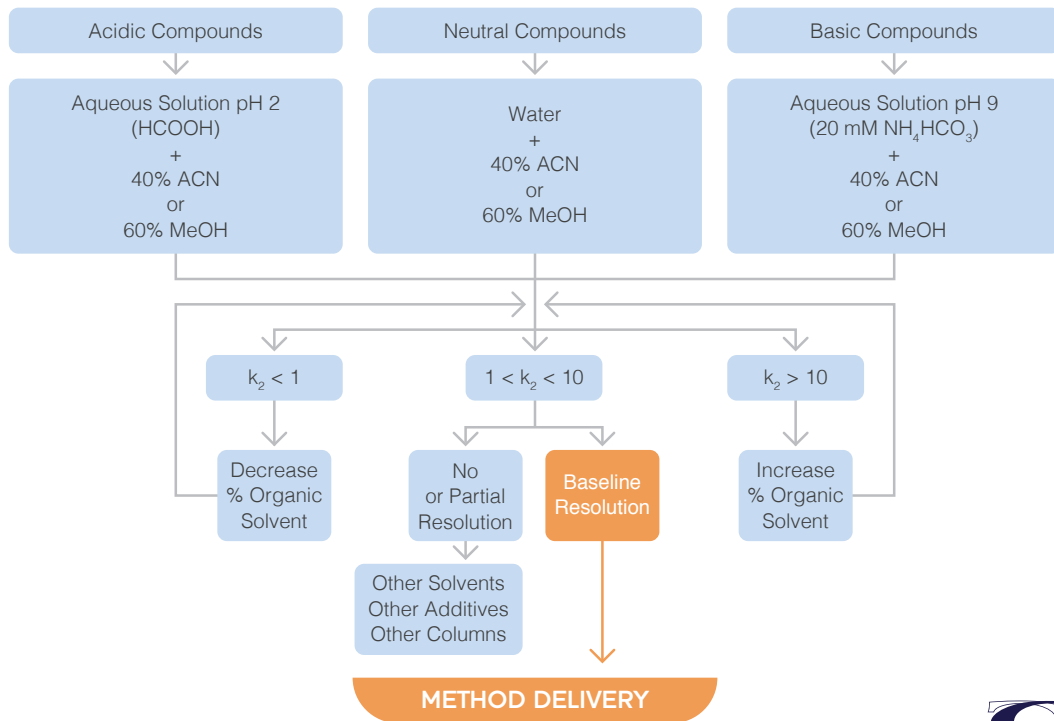 Acidic Compounds
Neutral Compounds
Basic Compounds
Aqueous Solution pH 2
(HCOOH)
+
40% ACN
or
60% MeOH
Water
+
40% ACN
or
60% MeOH
Aqueous Solution pH 9
(20 mM NH₄HCO₃)
+
40% ACN
or
60% MeOH
k₂ < 1
1 < k₂ < 10
k₂ > 10
Decrease
% Organic
Solvent
No
or Partial
Resolution
Baseline
Resolution
Increase
% Organic
Solvent
Other Solvents
Other Additives
Other Columns
METHOD DELIVERY